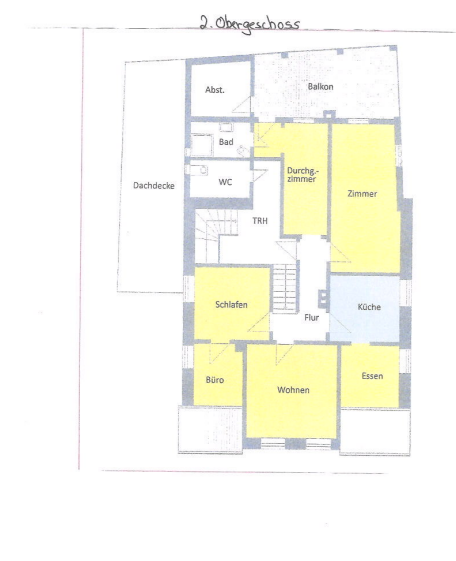 2. Obergeschoss
Abst.
Balkon
Bad
Durchg.-
zimmer
Dachdecke
WC
Zimmer
TRH
Schlafen
Küche
Flur
Büro
Wohnen
Essen